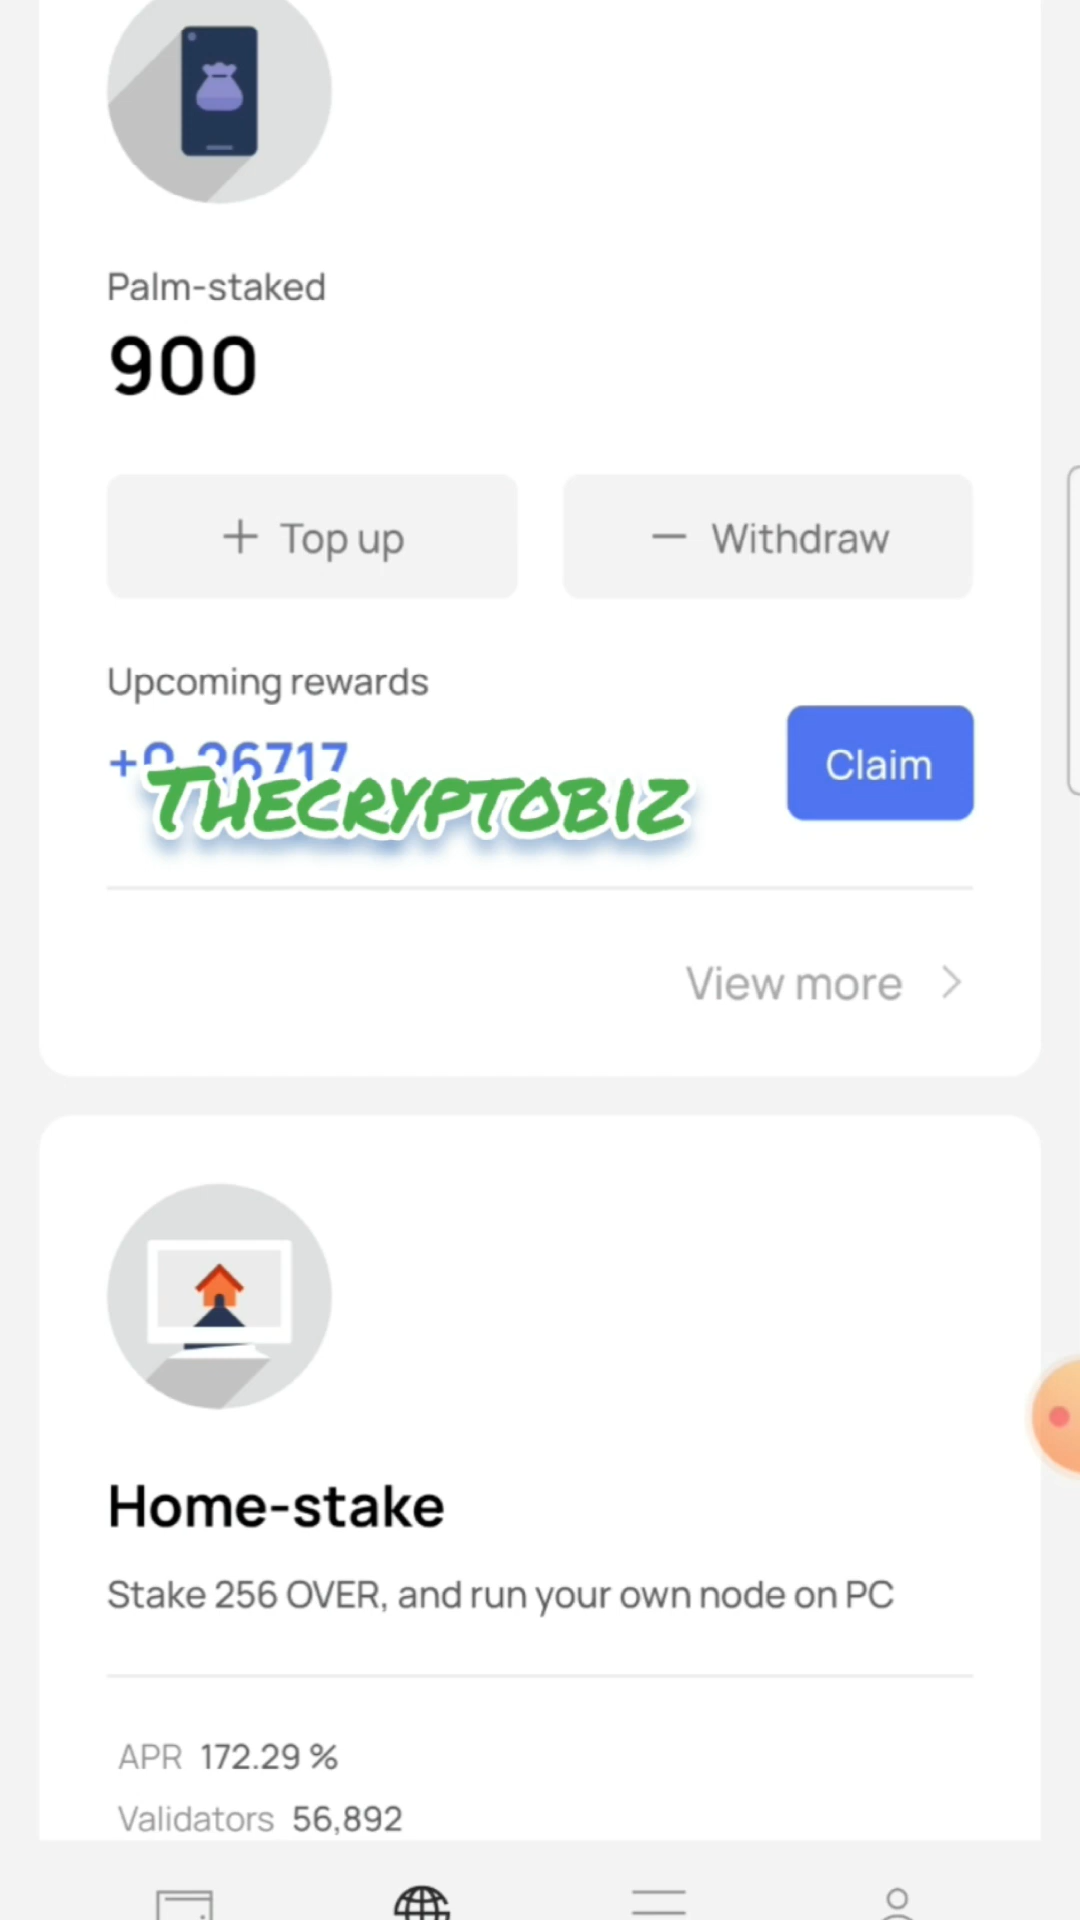 Palm-staked
900
+ Top up
— Withdraw
Upcoming rewards
Claim
Thecryptobiz
View more >
Home-stake
Stake 256 OVER, and run your own node on PC
APR 172.29 %
Validators 56,892